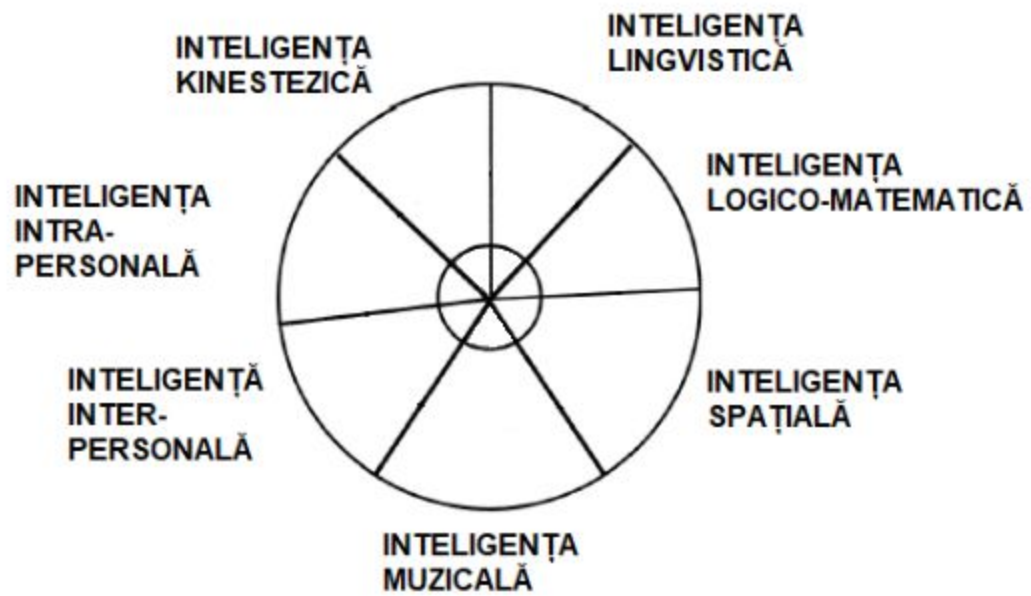 INTELIGENȚA
KINESTEZICĂ
INTELIGENȚA
LINGVISTICĂ
INTELIGENȚA
LOGICO-MATEMATICĂ
INTELIGENȚA
INTRA-
PERSONALĂ
INTELIGENȚĂ
INTER-
PERSONALĂ
INTELIGENȚA
SPAȚIALĂ
INTELIGENȚA
MUZICALĂ